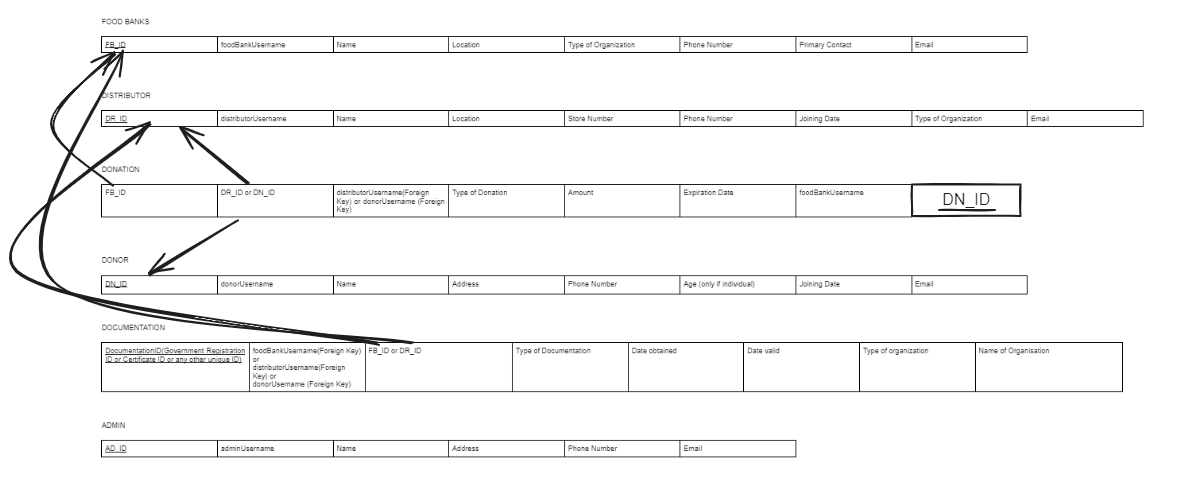 FOOD BANKS
FB_ID foodBankUsername Name Location Type of Organization Phone Number Primary Contact Email
DISTRIBUTOR
DR_ID distributorUsername Name Location Store Number Phone Number Joining Date Type of Organization Email
DONATION
FB_ID DR_ID or DN_ID distributorUsername(Foreign Type of Donation Amount Expiration Date foodBankUsername DN_ID
Key) or donorUsername (Foreign
Key)
DONOR
DN_ID donorUsername Name Address Phone Number Age (only if individual) Joining Date Email
DOCUMENTATION
DocumentationID(Government Registration foodBankUsername(Foreign Key) FB_ID or DR_ID Type of Documentation Date obtained Date valid Type of organization Name of Organisation
ID or Certificate ID or any other unique ID) or
distributorUsername(Foreign
Key) or
donorUsername (Foreign Key)
ADMIN
AD_ID adminUsername Name Address Phone Number Email